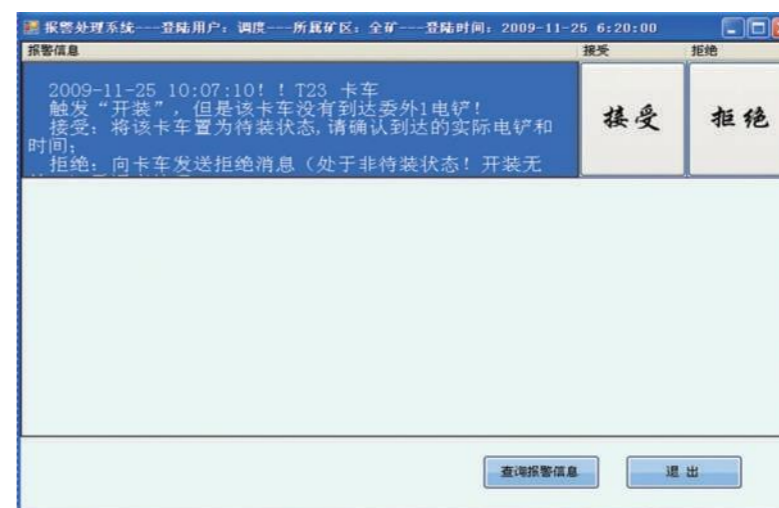 报警处理系统---登陆用户：调度---所属矿区：全矿---登陆时间：2009-11-25 6:20:00
报警信息 接受 拒绝
2009-11-25 10:07:10！！T23 卡车
触发“开装”，但是该卡车没有到达委外1电铲！
接受：将该卡车置为待装状态，请确认到达的实际电铲和
时间；
拒绝：向卡车发送拒绝消息（处于非待装状态！开装无
接受 拒绝
查询报警信息 退 出